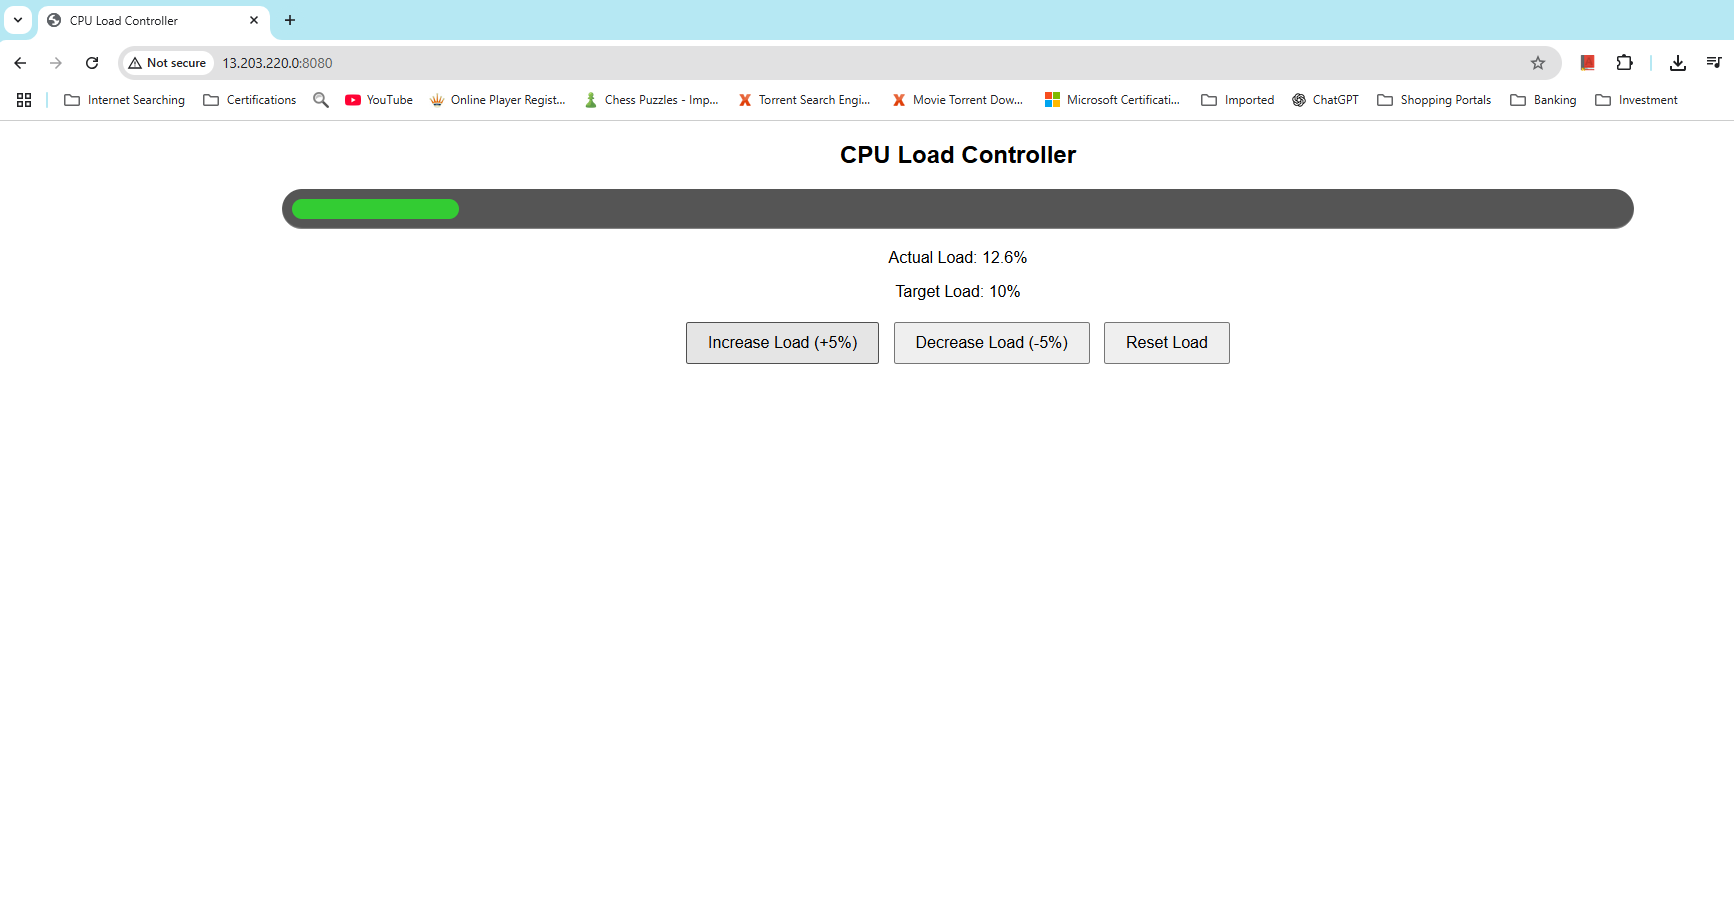 CPU Load Controller
Not secure 13.203.220.0:8080
Internet Searching Certifications YouTube Online Player Regist... Chess Puzzles - Imp... Torrent Search Engi... Movie Torrent Dow... Microsoft Certificati... Imported ChatGPT Shopping Portals Banking Investment
CPU Load Controller
Actual Load: 12.6%
Target Load: 10%
Increase Load (+5%) Decrease Load (-5%) Reset Load